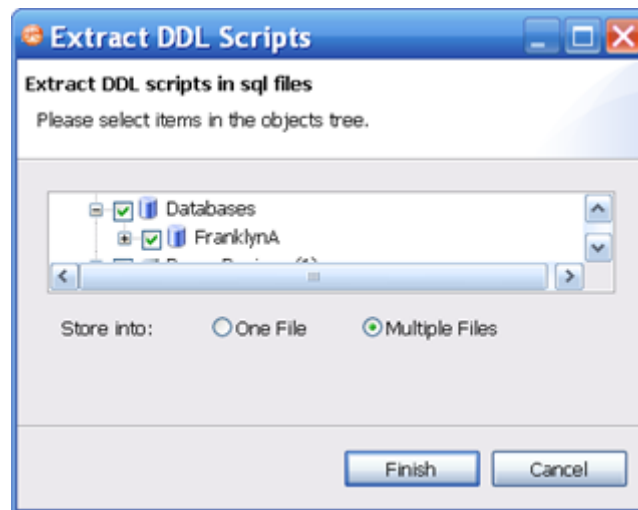 Extract DDL Scripts
Extract DDL scripts in sql files
Please select items in the objects tree.
Databases
FranklynA
Store into: One File Multiple Files
Finish Cancel